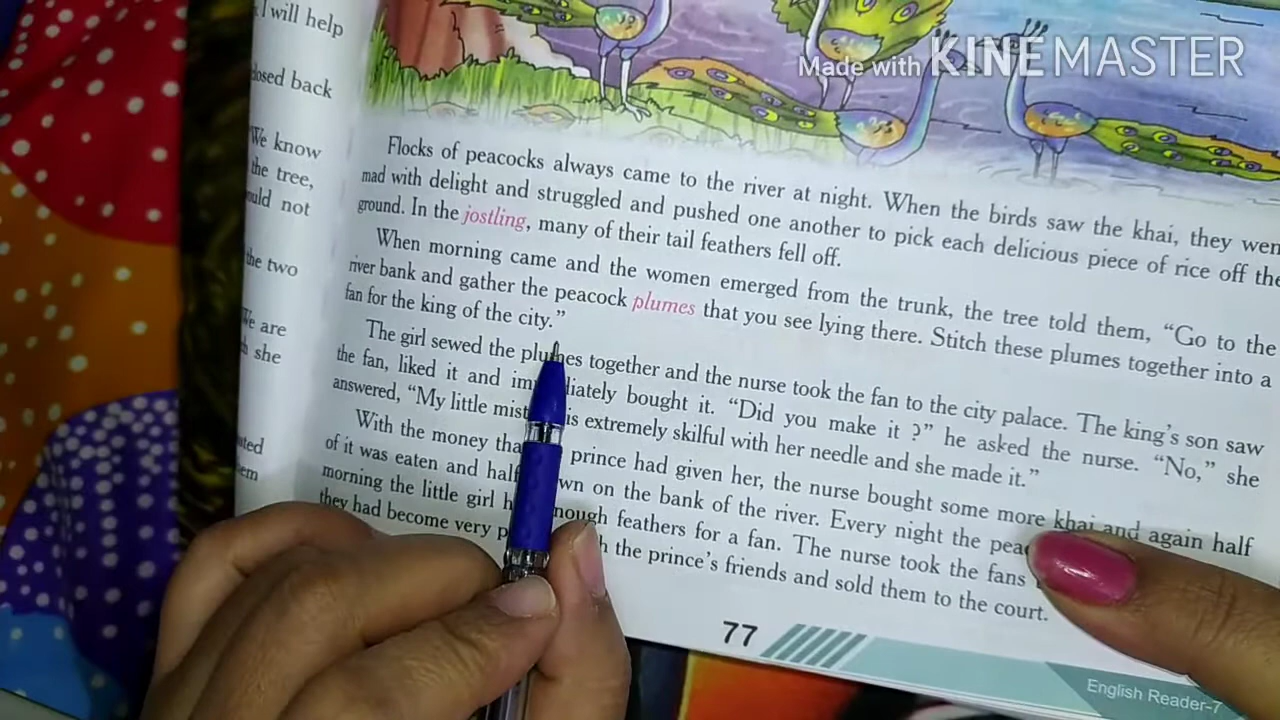 I will help
closed back
We know
the tree,
ould not
the two
We are
she
Made with KINEMASTER
Flocks of peacocks always came to the river at night. When the birds saw the khai, they went
mad with delight and struggled and pushed one another to pick each delicious piece of rice off the
ground. In the jostling, many of their tail feathers fell off.
When morning came and the women emerged from the trunk, the tree told them, “Go to the
river bank and gather the peacock plumes that you see lying there. Stitch these plumes together into a
fan for the king of the city.”
The girl sewed the plumes together and the nurse took the fan to the city palace. The king's son saw
the fan, liked it and immediately bought it. “Did you make it ?” he asked the nurse. “No,” she
answered, “My little is extremely skilful with her needle and she made it.”
With the money prince had given her, the nurse bought some more khai and again half
of it was eaten and half on the bank of the river. Every night the
morning the little girl enough feathers for a fan. The nurse took the fans
they had become very the prince's friends and sold them to the court.
77
English Reader-7